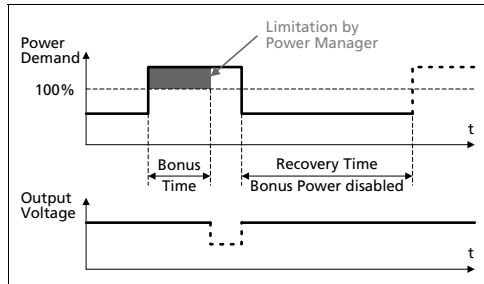 Power
Demand
Limitation by
Power Manager
100%
t
Bonus
Time
Recovery Time
Bonus Power disabled
Output
Voltage
t